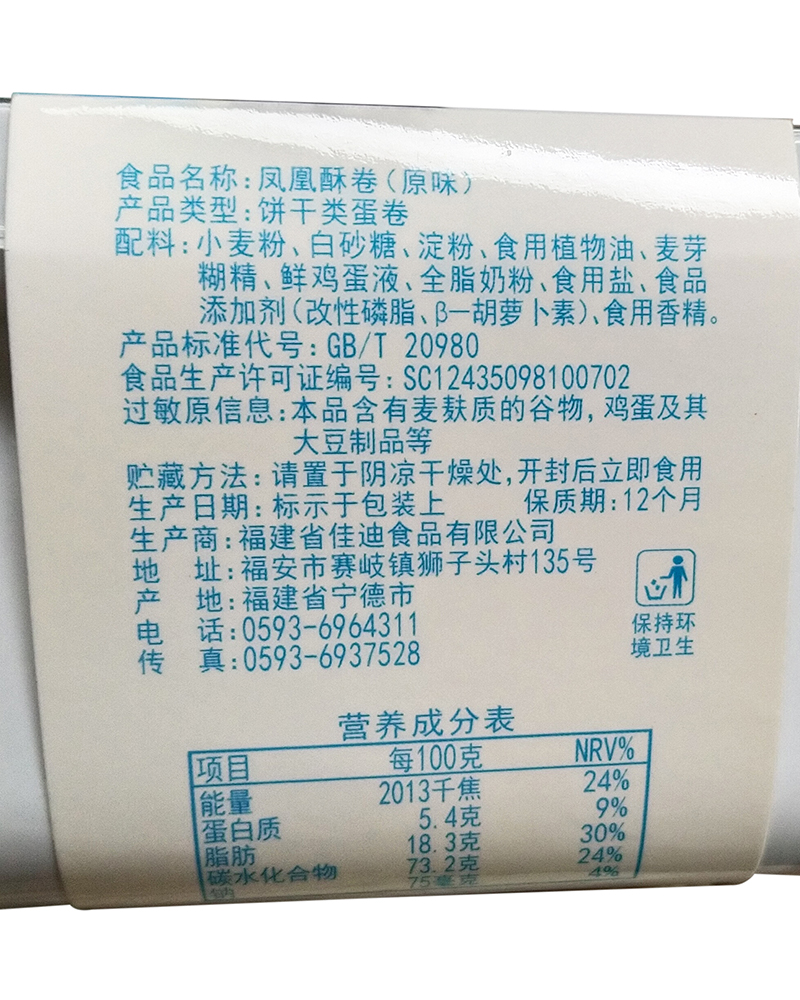 食品名称:凤凰酥卷(原味)
产品类型:饼干类蛋卷
配料:小麦粉、白砂糖、淀粉、食用植物油、麦芽
糊精、鲜鸡蛋液、全脂奶粉、食用盐、食品
添加剂(改性磷脂、β—胡萝卜素)、食用香精。
产品标准代号:GB/T 20980
食品生产许可证编号:SC12435098100702
过敏原信息:本品含有麦麸质的谷物,鸡蛋及其
大豆制品等
贮藏方法:请置于阴凉干燥处,开封后立即食用
生产日期:标示于包装上 保质期:12个月
生产商:福建省佳迪食品有限公司
地 址:福安市赛岐镇狮子头村135号
产 地:福建省宁德市
电 话:0593-6964311
传 真:0593-6937528
保持环
境卫生
营养成分表
项目 每100克 NRV%
能量 2013千焦 24%
蛋白质 5.4克 9%
脂肪 18.3克 30%
碳水化合物 73.2克 24%
钠 75毫克 4%